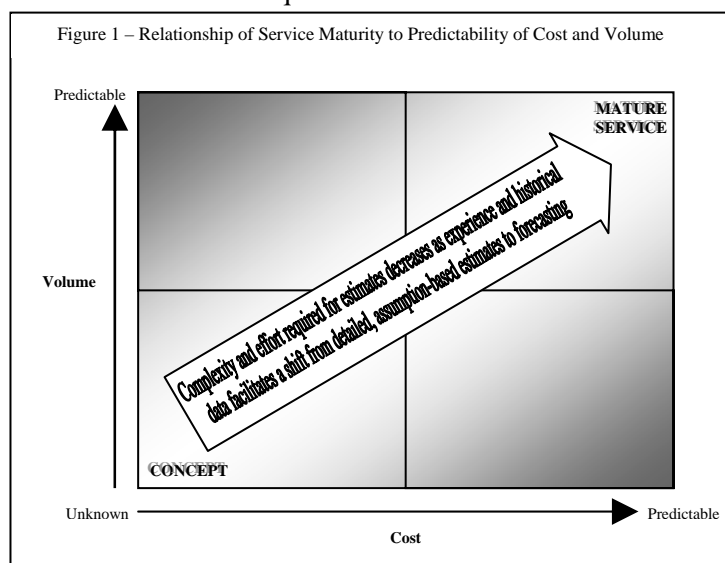 Figure 1 – Relationship of Service Maturity to Predictability of Cost and Volume
Predictable
MATURE
SERVICE
Volume
Complexity and effort required for estimates decreases as experience and historical
data facilitates a shift from detailed, assumption-based estimates to forecasting
CONCEPT
Unknown
Predictable
Cost